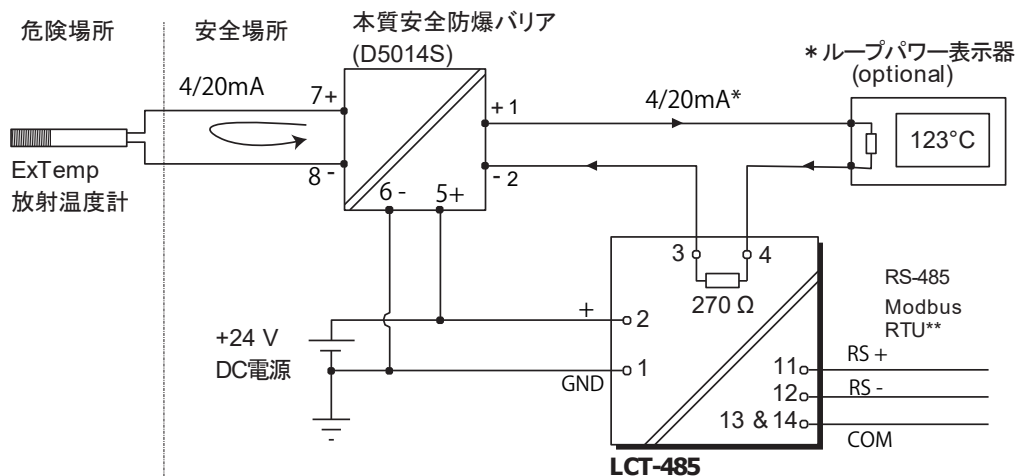 危険場所
安全場所
本質安全防爆バリア
(D5014S)
*ループパワー表示器
(optional)
4/20mA
7+
+1
4/20mA*
123°C
8 -
- 2
ExTemp
放射温度計
6 -
5+
3
4
270 Ω
RS-485
Modbus
RTU**
+24 V
DC電源
+
2
GND
1
11
RS +
12
RS -
13 & 14
COM
LCT-485